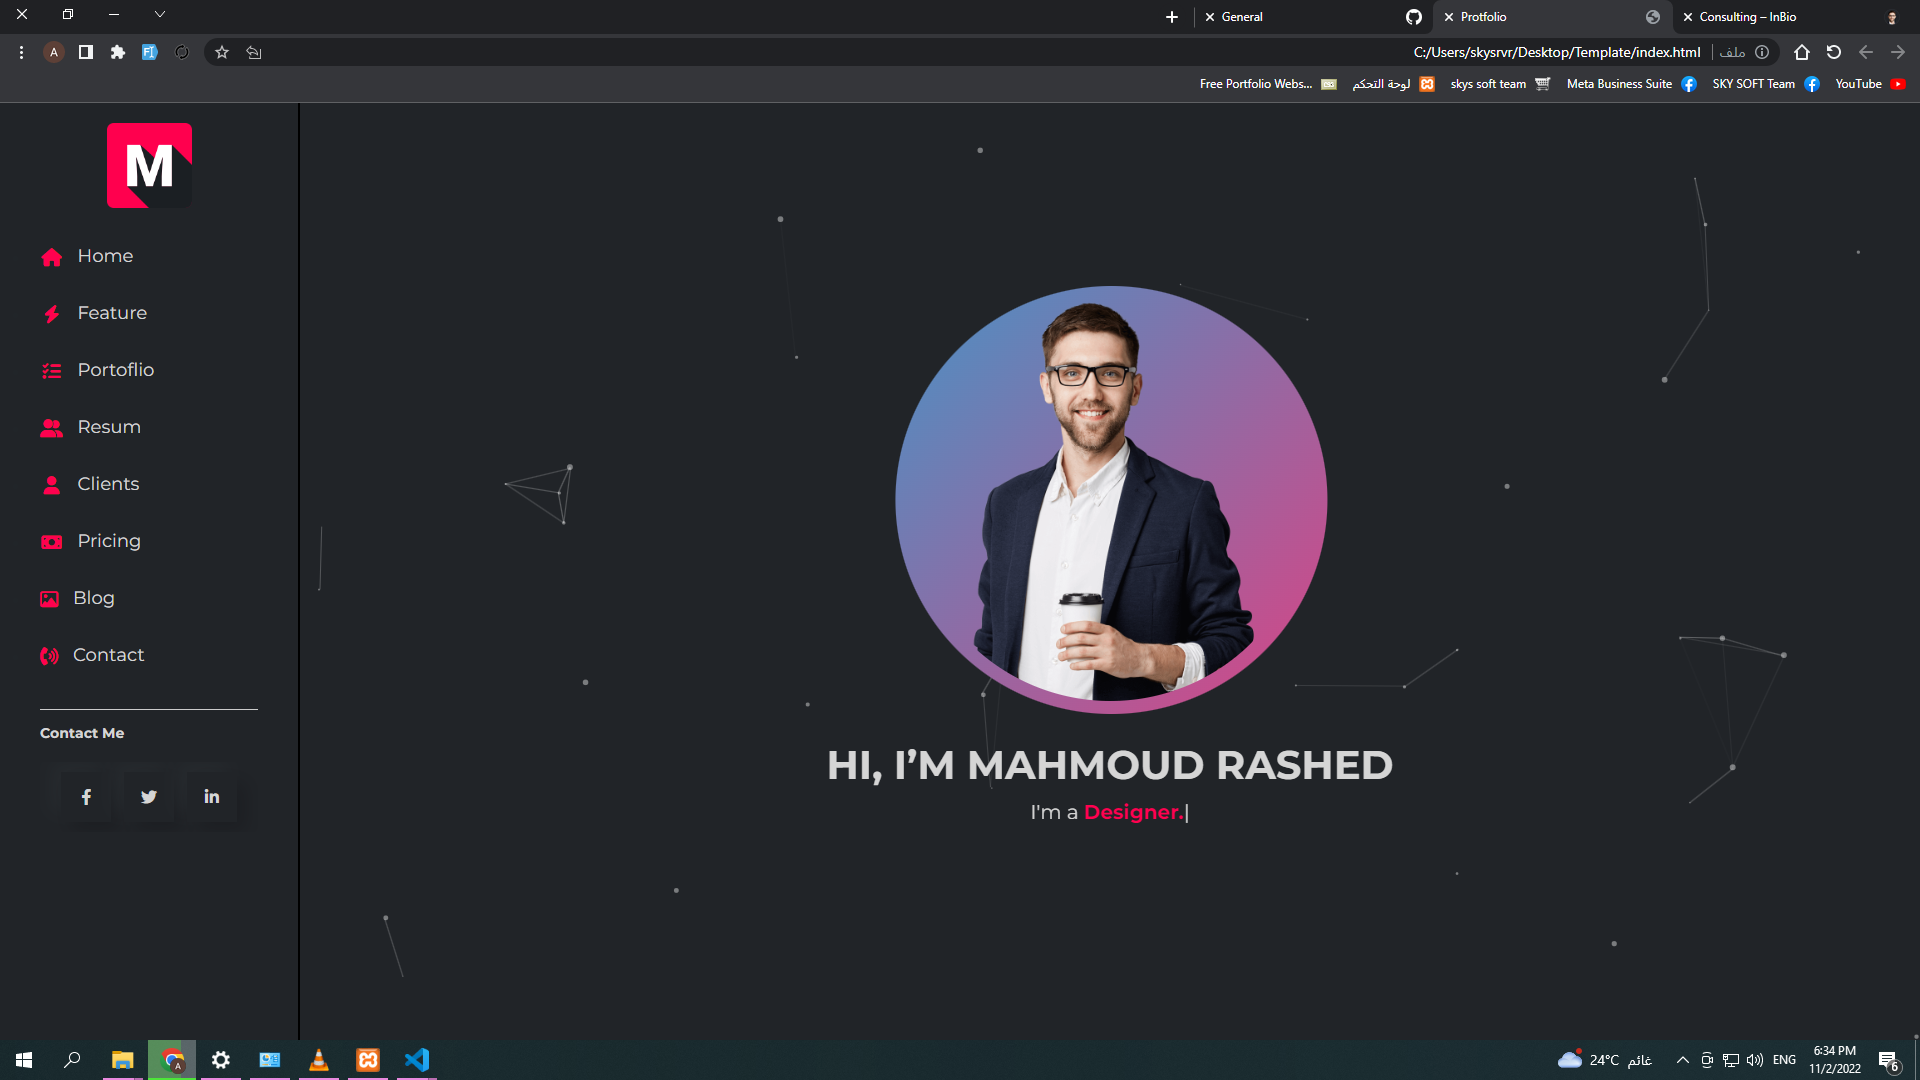 General
Protfolio
Consulting – InBio
A
C:/Users/skysrvr/Desktop/Template/index.html
ملف
Free Portfolio Webs...
لوحة التحكم
skys soft team
Meta Business Suite
SKY SOFT Team
YouTube
M
Home
Feature
Portoflio
Resum
Clients
Pricing
Blog
Contact
Contact Me
HI, I’M MAHMOUD RASHED
I'm a Designer.|
24°C غائم
ENG
6:34 PM
11/2/2022
6